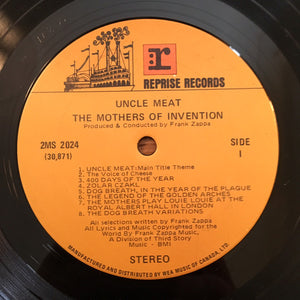 r
REPRISE RECORDS
UNCLE MEAT
THE MOTHERS OF INVENTION
Produced & Conducted by Frank Zappa
2MS 2024
(30,871)
SIDE
1
1. UNCLE MEAT: Main Title Theme
2. The Voice of Cheese
3. 400 DAYS OF THE YEAR
4. ZOLAR CZAKL
5. DOG BREATH, IN THE YEAR OF THE PLAGUE
6. THE LEGEND OF THE GOLDEN ARCHES
7. THE MOTHERS PLAY LOUIE LOUIE AT THE
ROYAL ALBERT HALL IN LONDON
8. THE DOG BREATH VARIATIONS
All selections written by Frank Zappa
All Lyrics and Music Copyrighted for the
World By Frank Zappa Music,
A Division of Third Story
Music - BMI
STEREO
MANUFACTURED AND DISTRIBUTED BY WEA MUSIC OF CANADA, LTD.